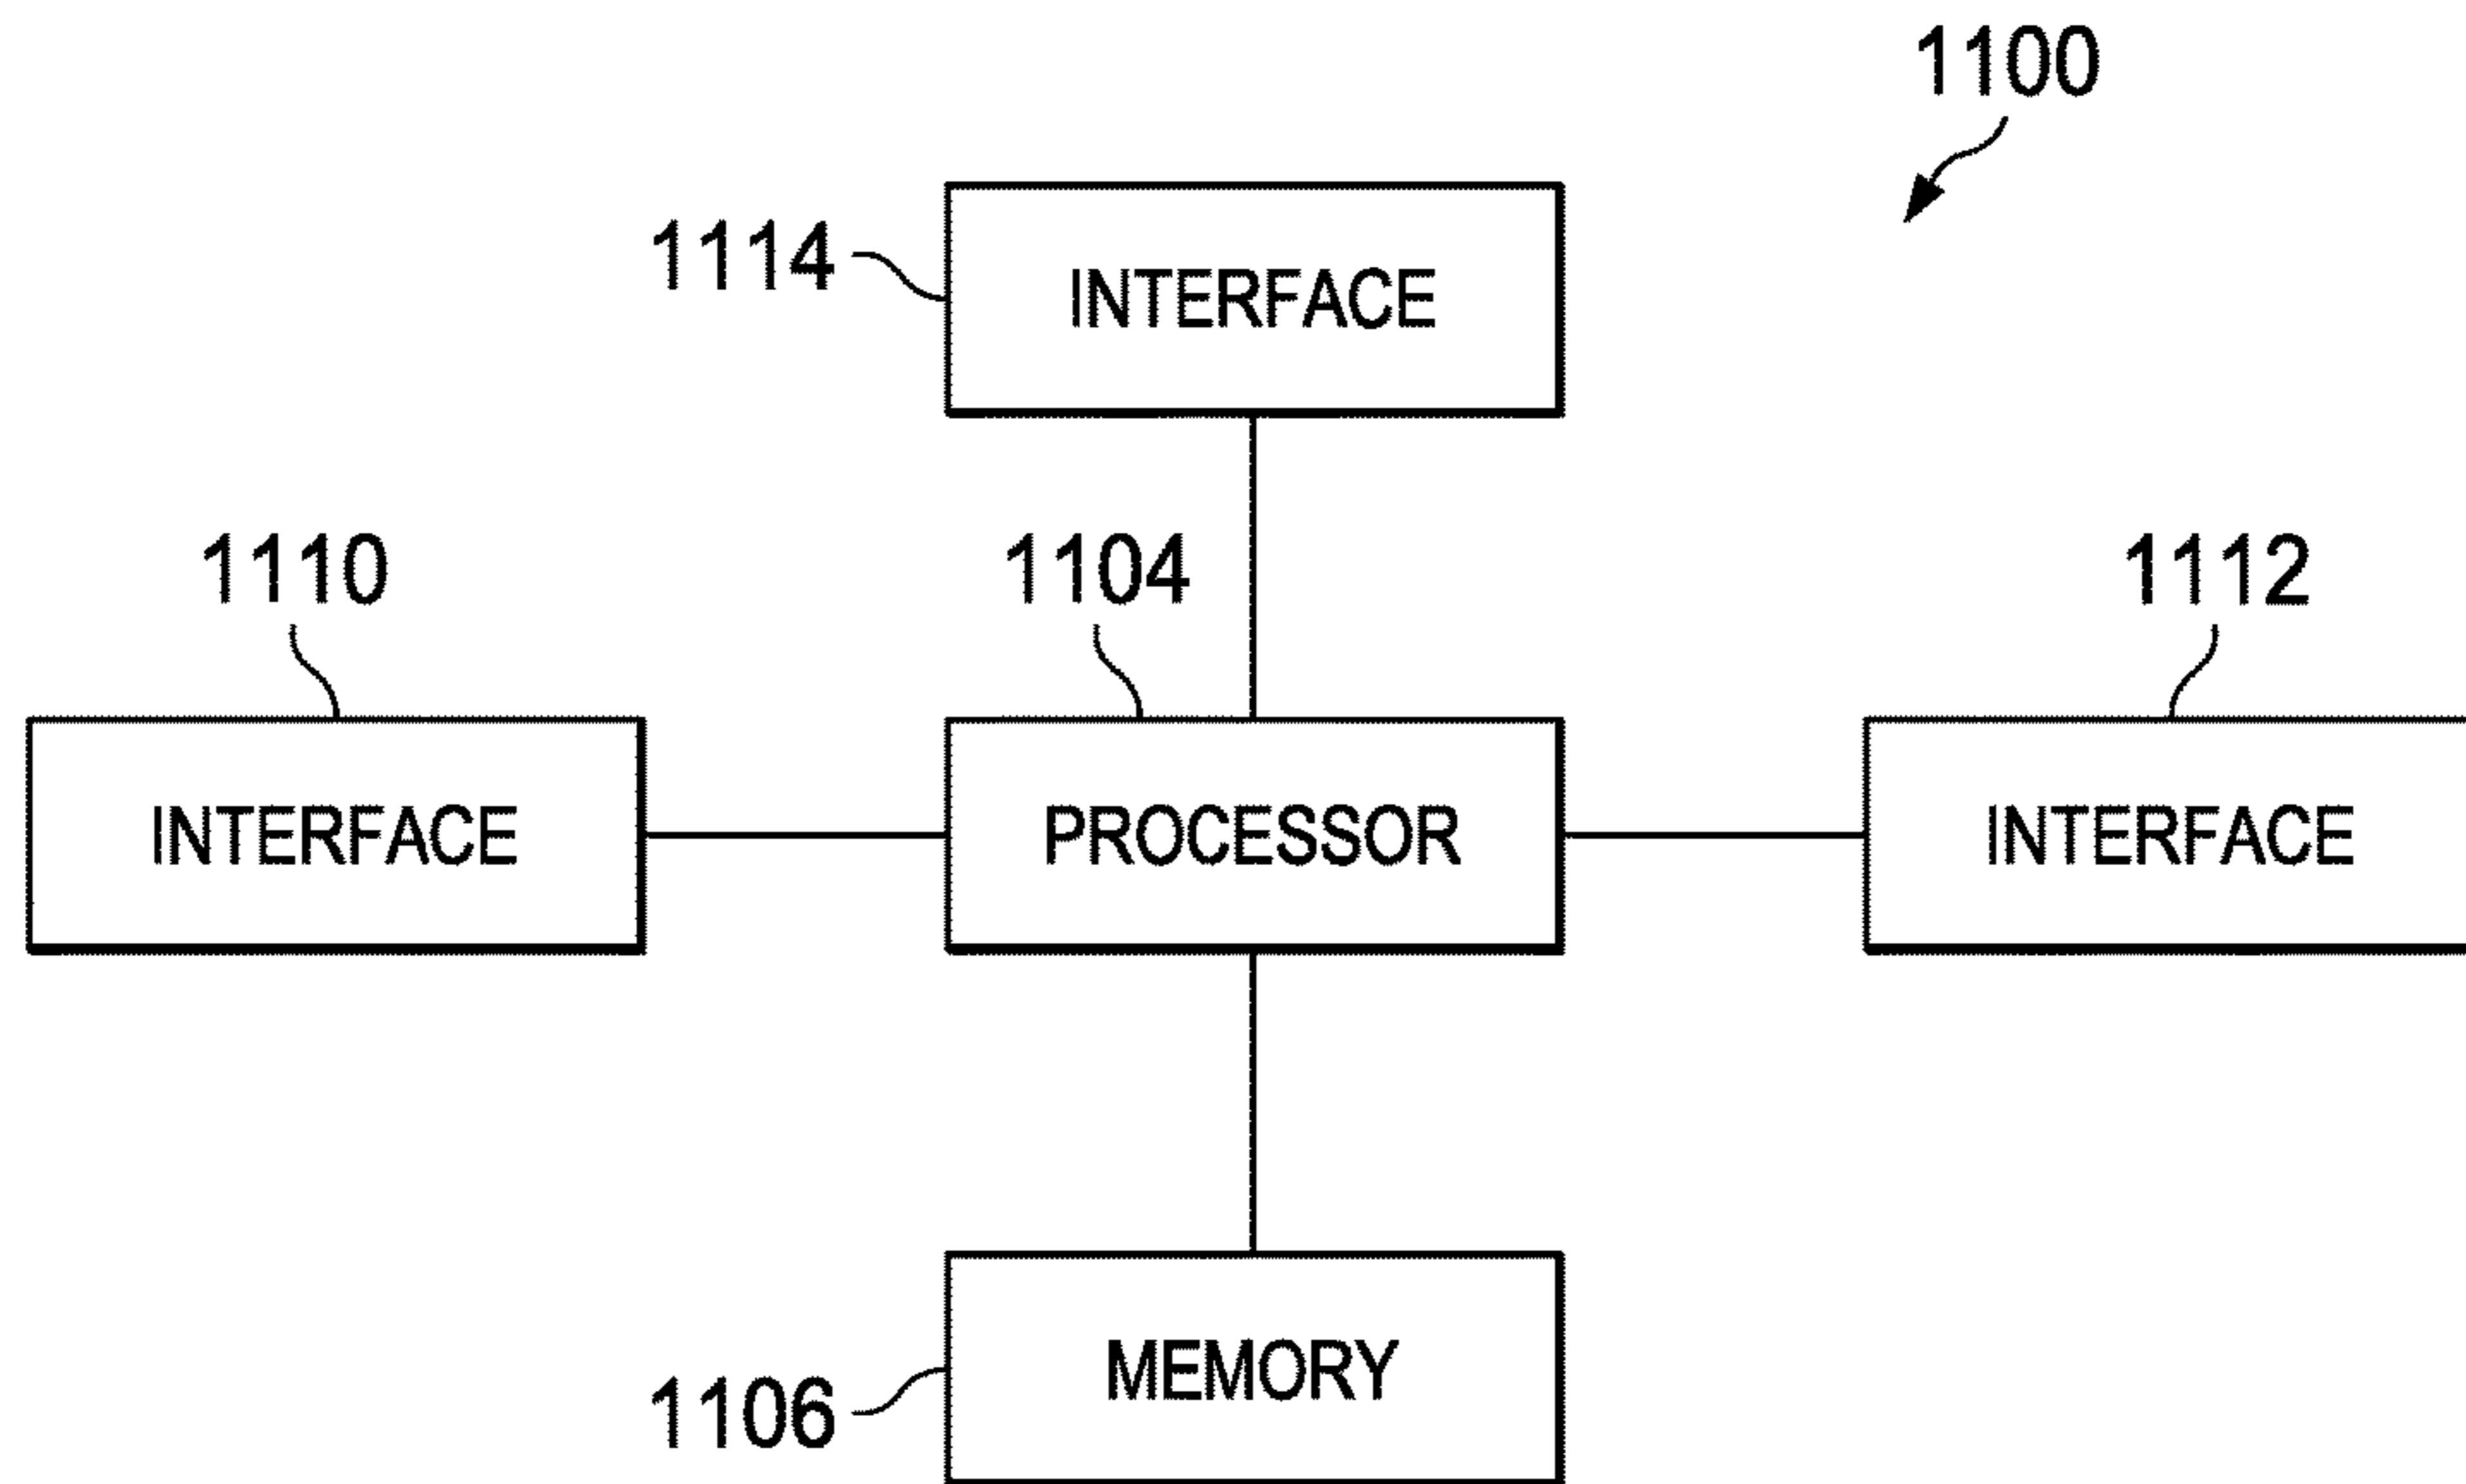 1100
1114
INTERFACE
1110
1104
1112
INTERFACE
PROCESSOR
INTERFACE
MEMORY
1106